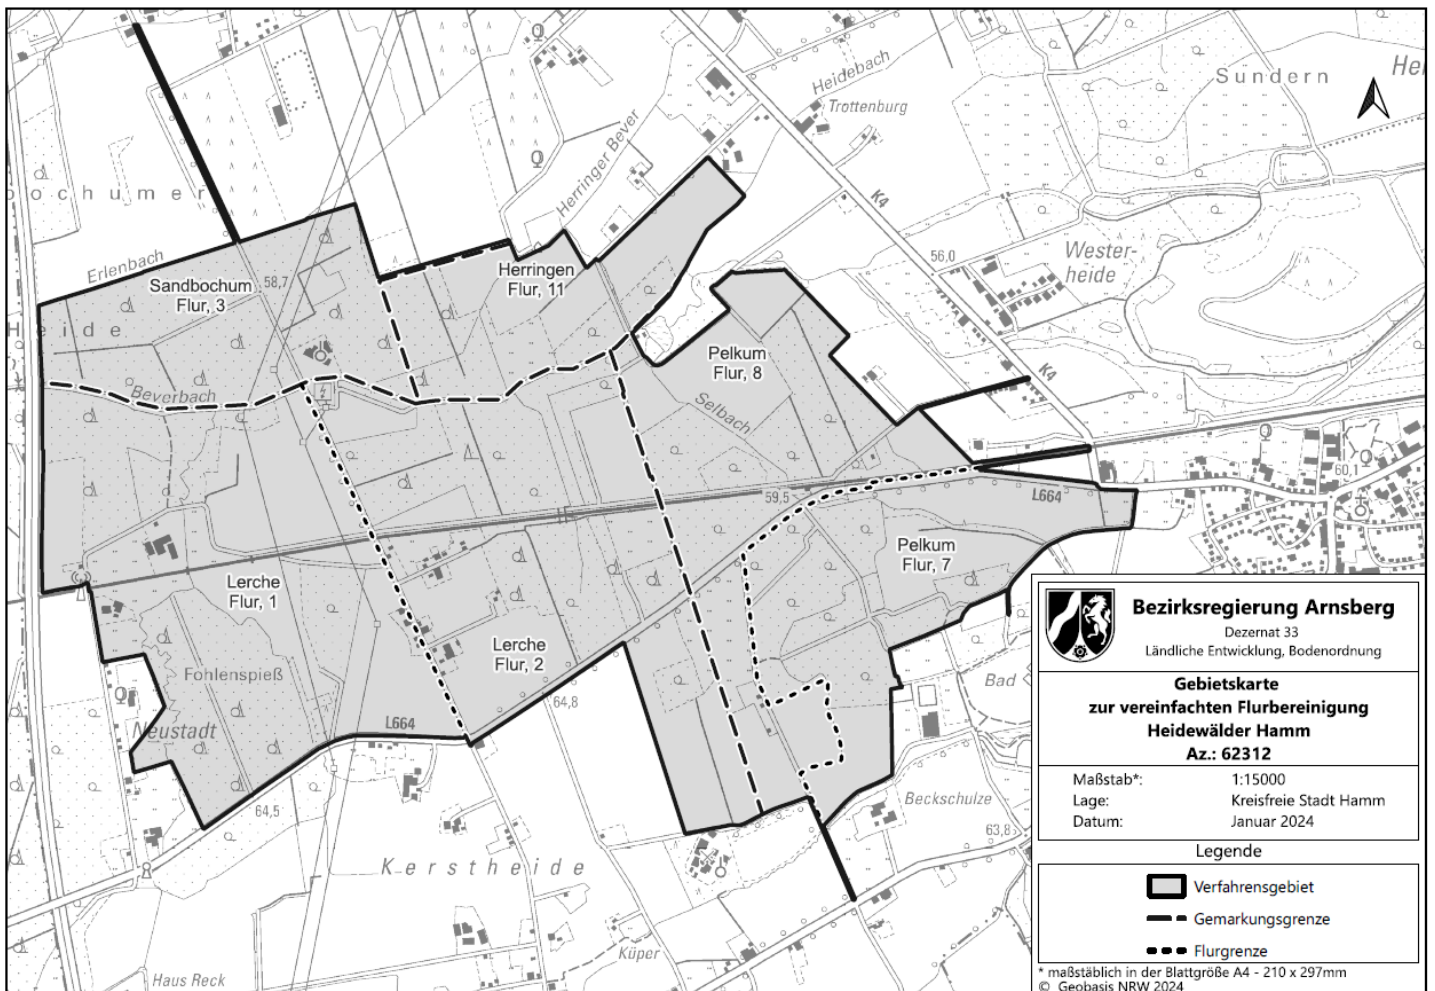 Sundern
Hei
Heidebach
Trottenburg
Herringer Bever
K4
bochumer
Wester-
heide
56,0
Erlenbach
Sandbochum
Flur, 3
58,7
Herringen
Flur, 11
Heide
Pelkum
Flur, 8
K4
Beverbach
Selbach
60,1
59,5
L664
Pelkum
Flur, 7
Lerche
Flur, 1
Lerche
Flur, 2
Fohlenspieß
Neustadt
L664
64,8
64,5
Bad
Beckschulze
63,8
Kerstheide
Küper
Haus Reck
Bezirksregierung Arnsberg
Dezernat 33
Ländliche Entwicklung, Bodenordnung
Gebietskarte
zur vereinfachten Flurbereinigung
Heidewälder Hamm
Az.: 62312
Maßstab*: 1:15000
Lage: Kreisfreie Stadt Hamm
Datum: Januar 2024
Legende
Verfahrensgebiet
Gemarkungsgrenze
Flurgrenze
* maßstäblich in der Blattgröße A4 - 210 x 297mm
© Geobasis NRW 2024